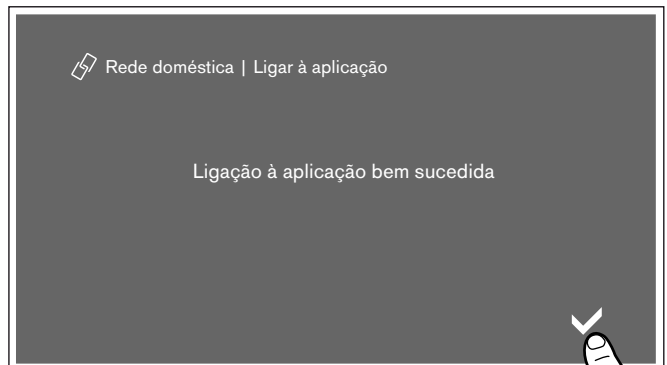 Rede doméstica | Ligar à aplicação
Ligação à aplicação bem sucedida